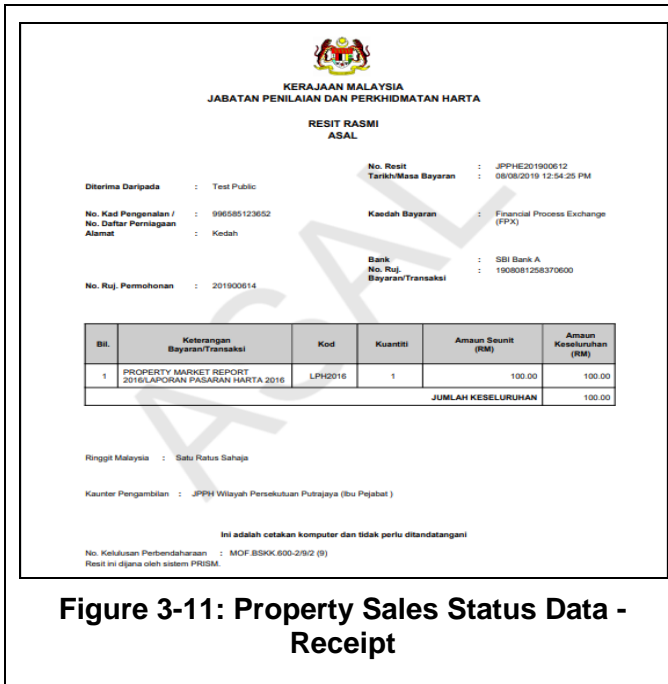 KERAJAAN MALAYSIA
JABATAN PENILAIAN DAN PERKHIDMATAN HARTA
RESIT RASMI
ASAL
No. Resit : JPPHE201900612
Tarikh/Masa Bayaran : 08/08/2019 12:54:25 PM
Diterima Daripada : Test Public
No. Kad Pengenalan / : 996585123652
No. Daftar Perniagaan
Kaedah Bayaran : Financial Process Exchange
(FPX)
Alamat : Kedah
Bank : SBI Bank A
No. Ruj. : 1908081258370600
Bayaran/Transaksi
No. Ruj. Permohonan : 201900614
Bil. Keterangan Bayaran/Transaksi Kod Kuantiti Amaun Seunit (RM) Amaun Keseluruhan (RM)
1 PROPERTY MARKET REPORT
2016/LAPORAN PASARAN HARTA 2016 LPH2016 1 100.00 100.00
JUMLAH KESELURUHAN 100.00
Ringgit Malaysia : Satu Ratus Sahaja
Kaunter Pengambilan : JPPH Wilayah Persekutuan Putrajaya (Ibu Pejabat )
Ini adalah cetakan komputer dan tidak perlu ditandatangani
No. Kelulusan Perbendaharaan : MOF.BSKK.600-2/9/2 (9)
Resit ini dijana oleh sistem PRISM.
ASAL
Figure 3-11: Property Sales Status Data -
Receipt